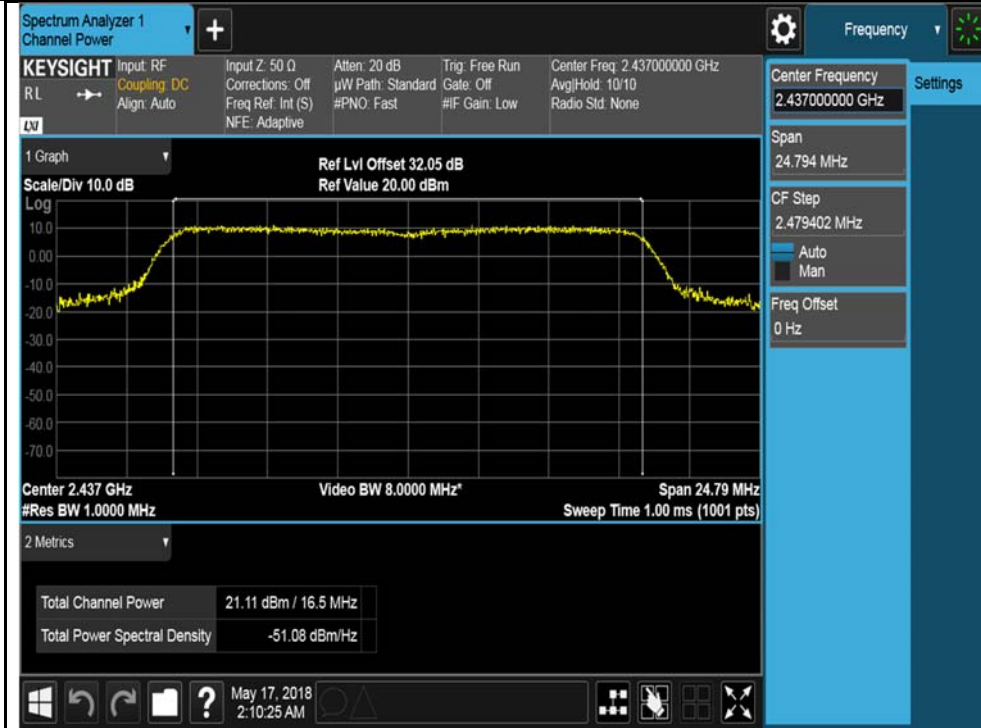 Spectrum Analyzer 1
Channel Power
+
Frequency
KEYSIGHT
RL
LXI
Input: RF
Coupling: DC
Align: Auto
Input Z: 50 Ω
Corrections: Off
Freq Ref: Int (S)
NFE: Adaptive
Atten: 20 dB
µW Path: Standard
#PNO: Fast
Trig: Free Run
Gate: Off
#IF Gain: Low
Center Freq: 2.437000000 GHz
Avg|Hold: 10/10
Radio Std: None
1 Graph
Scale/Div 10.0 dB
Ref Lvl Offset 32.05 dB
Ref Value 20.00 dBm
Log
10.0
0.00
-10.0
-20.0
-30.0
-40.0
-50.0
-60.0
-70.0
Center 2.437 GHz
#Res BW 1.0000 MHz
Video BW 8.0000 MHz*
Span 24.79 MHz
Sweep Time 1.00 ms (1001 pts)
2 Metrics
Total Channel Power 21.11 dBm / 16.5 MHz
Total Power Spectral Density -51.08 dBm/Hz
?
May 17, 2018
2:10:25 AM
Center Frequency
2.437000000 GHz
Span
24.794 MHz
CF Step
2.479402 MHz
Auto
Man
Freq Offset
0 Hz
Settings